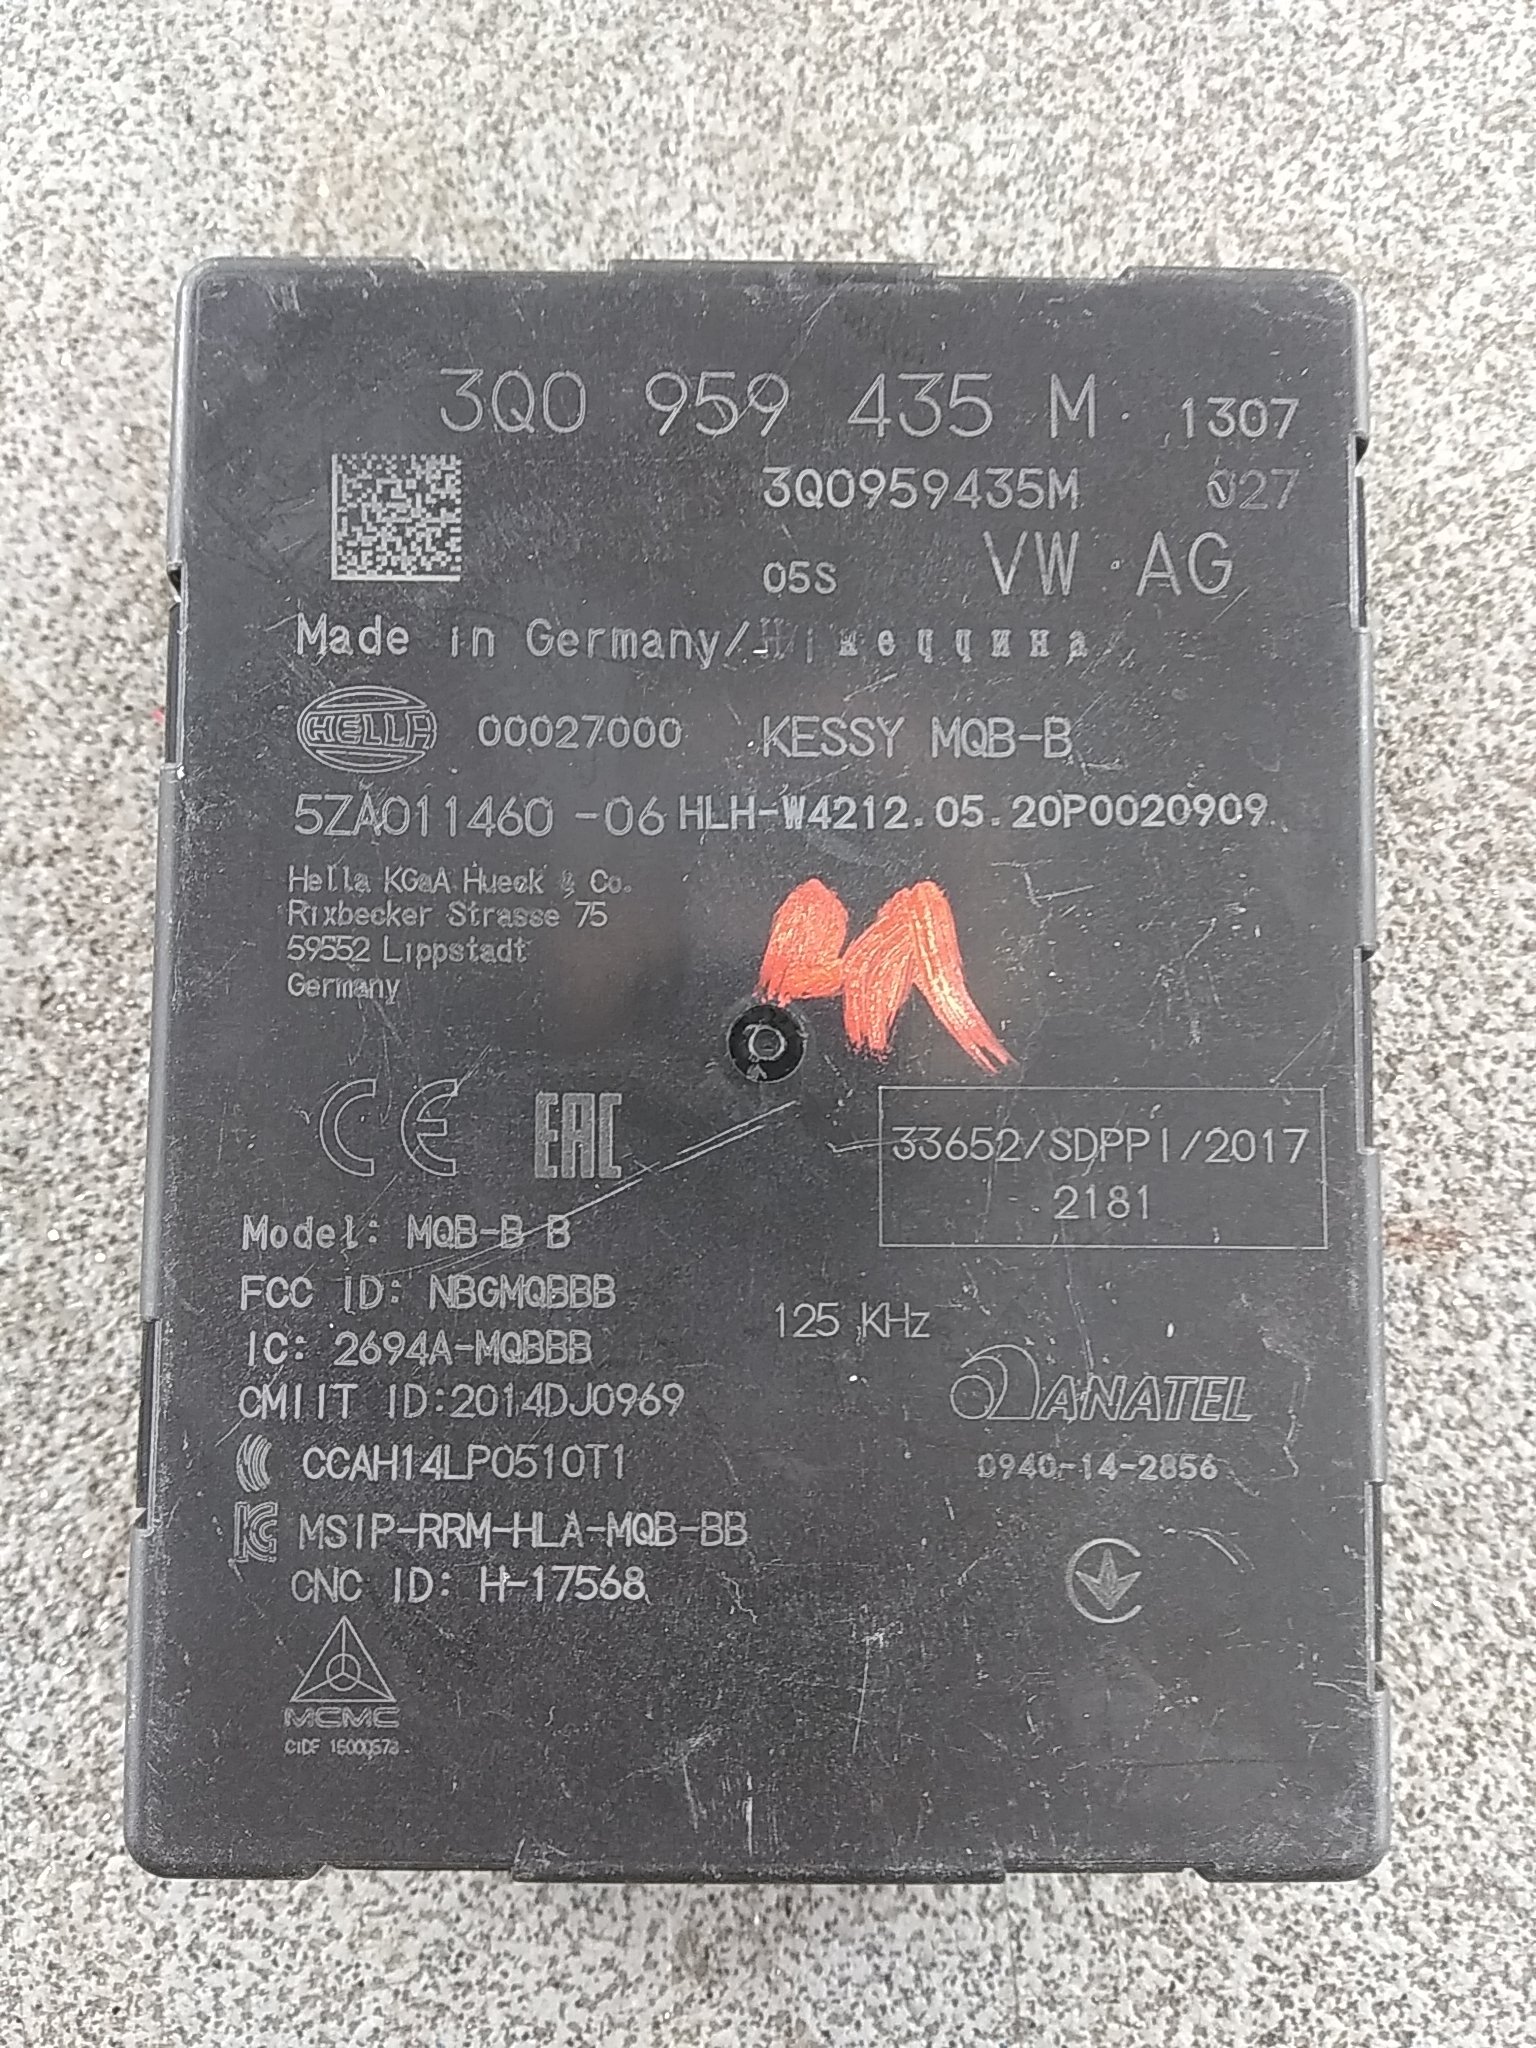 3Q0 959 435 M 1307
3Q0959435M 027
05S VW AG
Made in Germany/Німеччина
HELLA 00027000 KESSY MQB-B
5ZA011460-06 HLH-W4212.05.20P0020909
Hella KGaA Hueck & Co.
Rixbecker Strasse 75
59552 Lippstadt
Germany
CE EAC
33652/SDPPI/2017
2181
Model: MQB-B B
FCC ID: NBGMQBBB
IC: 2694A-MQBBB
125 KHz
CMIIT ID:2014DJ0969
ANATEL
CCAH14LP0510T1
0940-14-2856
KC MSIP-RRM-HLA-MQB-BB
CNC ID: H-17568
MCMC